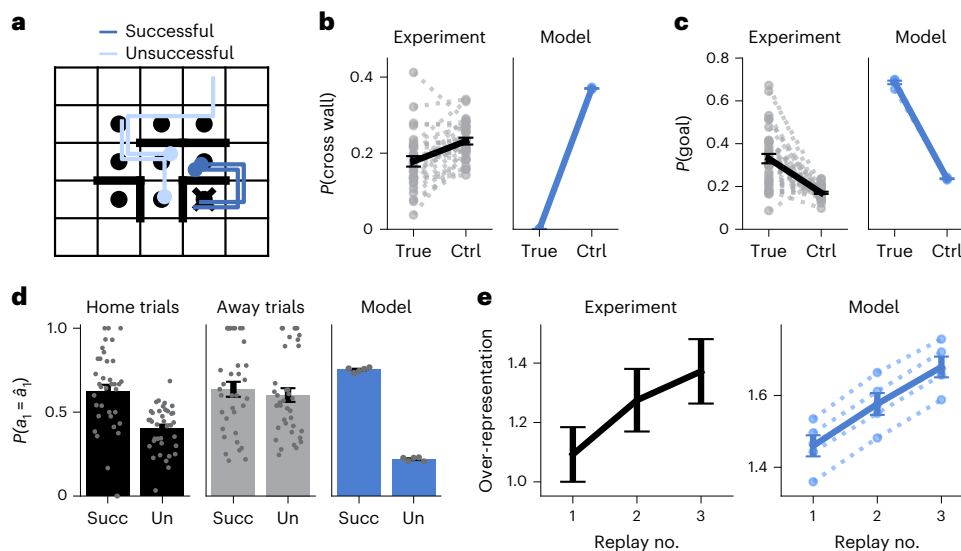 a
Successful
Unsuccessful
b
Experiment
Model
P(cross wall)
0.4
0.2
0
True
Ctrl
True
Ctrl
c
Experiment
Model
P(goal)
0.8
0.6
0.4
0.2
0
True
Ctrl
True
Ctrl
d
Home trials
Away trials
Model
P(a₁ = â₁)
1.0
0.5
0
Succ
Un
Succ
Un
Succ
Un
e
Experiment
Model
Over-representation
1.4
1.2
1.0
1
2
3
Replay no.
1.6
1.4
1
2
3
Replay no.